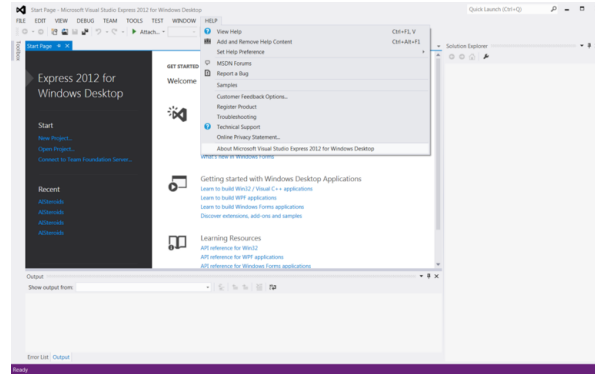 Start Page - Microsoft Visual Studio Express 2012 for Windows Desktop
Quick Launch (Ctrl+Q)
FILE EDIT VIEW DEBUG TEAM TOOLS TEST WINDOW HELP
Attach...
Toolbox
Start Page
Express 2012 for
Windows Desktop
Start
New Project...
Open Project...
Connect to Team Foundation Server...
Recent
ADteroids
ADteroids
ADteroids
ADteroids
GET STARTED
Welcome
View Help Ctrl+F1, V
Add and Remove Help Content Ctrl+Alt+F1
Set Help Preference
MSDN Forums
Report a Bug
Samples
Customer Feedback Options...
Register Product
Troubleshooting
Technical Support
Online Privacy Statement...
About Microsoft Visual Studio Express 2012 for Windows Desktop
What's new in Windows Forms
Getting started with Windows Desktop Applications
Learn to build Win32 / Visual C++ applications
Learn to build WPF applications
Learn to build Windows Forms applications
Discover extensions, add-ons and samples
Learning Resources
API reference for Win32
API reference for WPF applications
API reference for Windows Forms applications
Solution Explorer
Output
Show output from:
Error List Output
Ready